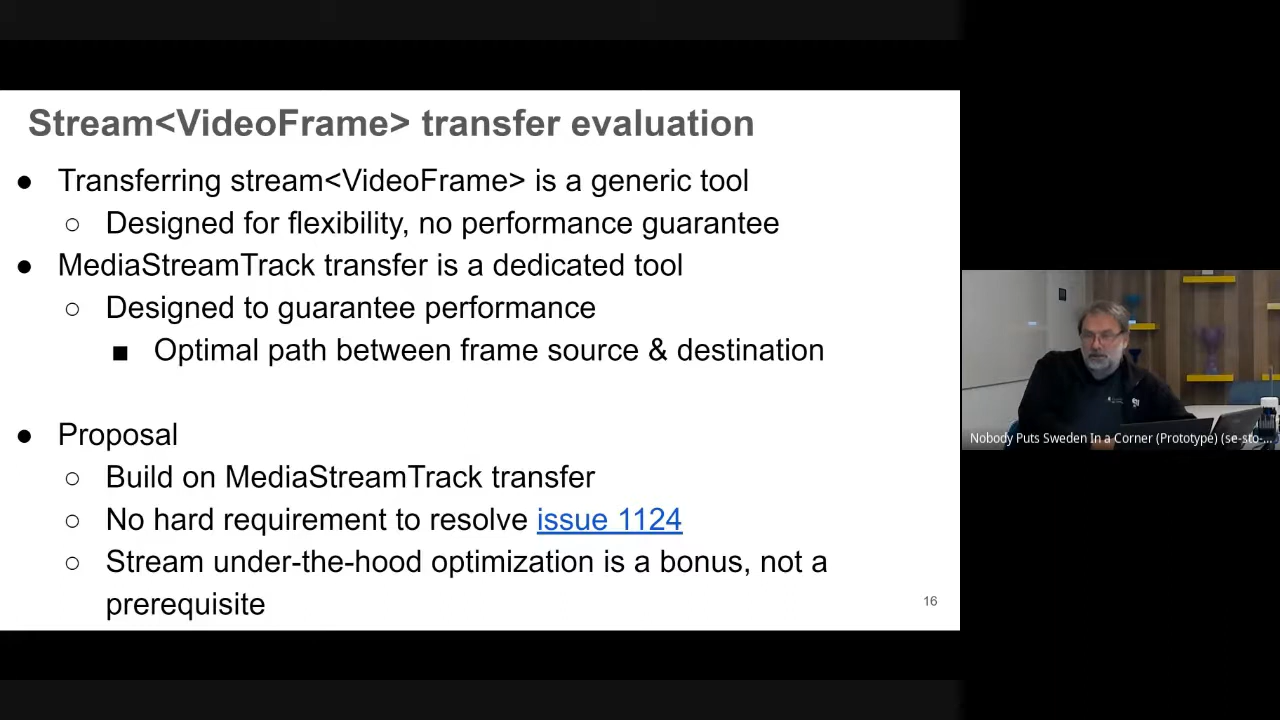 Stream<VideoFrame> transfer evaluation
● Transferring stream<VideoFrame> is a generic tool
○ Designed for flexibility, no performance guarantee
● MediaStreamTrack transfer is a dedicated tool
○ Designed to guarantee performance
■ Optimal path between frame source & destination
● Proposal
○ Build on MediaStreamTrack transfer
○ No hard requirement to resolve issue 1124
○ Stream under-the-hood optimization is a bonus, not a
prerequisite
16
Nobody Puts Sweden In a Corner (Prototype) (se-sto-...